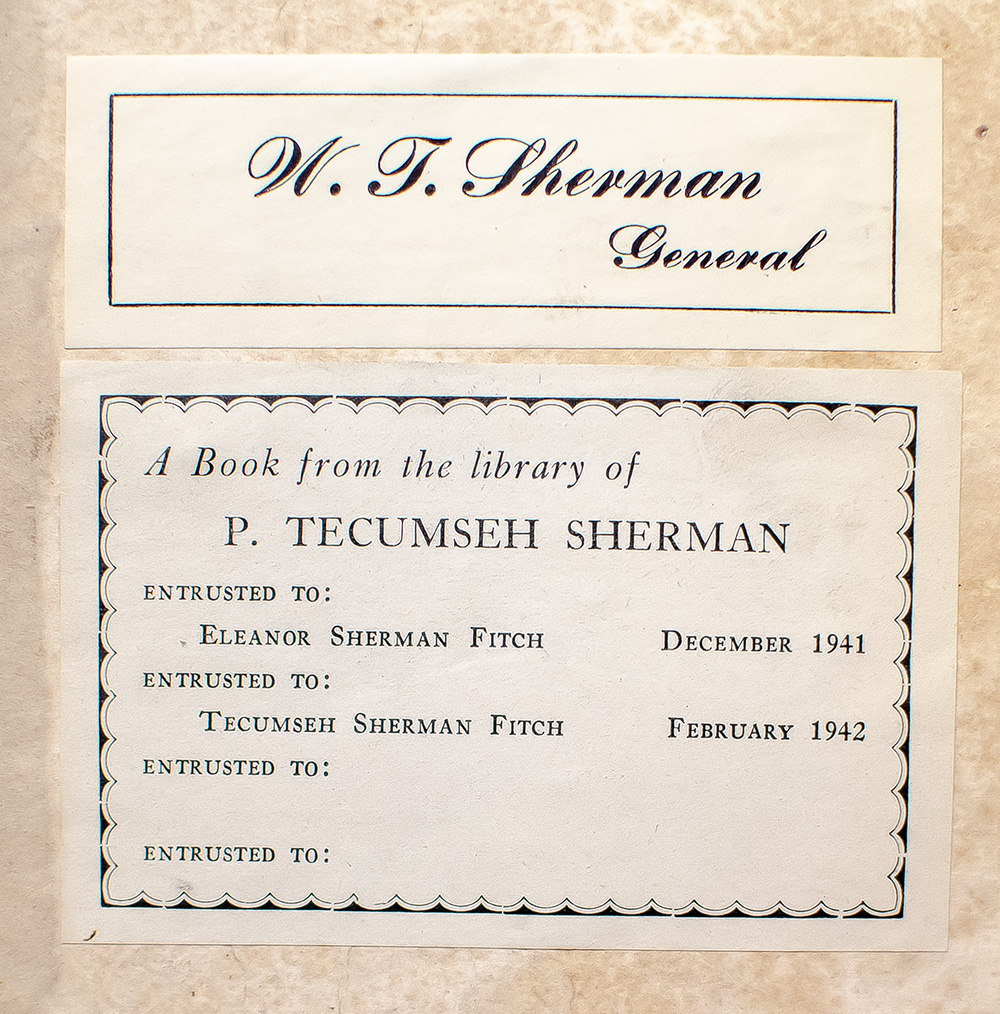 W. T. Sherman
General
A Book from the library of
P. TECUMSEH SHERMAN
ENTRUSTED TO:
ELEANOR SHERMAN FITCH DECEMBER 1941
ENTRUSTED TO:
TECUMSEH SHERMAN FITCH FEBRUARY 1942
ENTRUSTED TO:
ENTRUSTED TO: